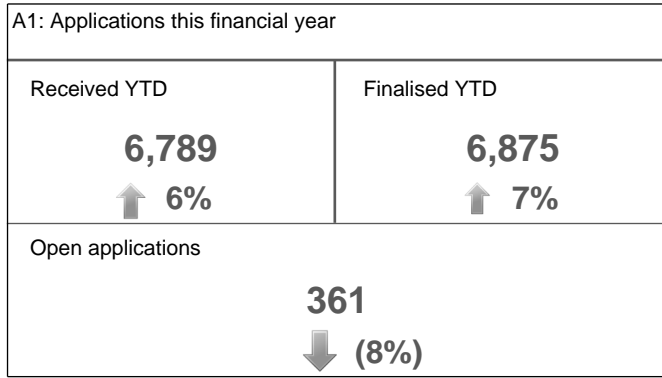 A1: Applications this financial year
Received YTD
Finalised YTD
6,789
6,875
6%
7%
Open applications
361
(8%)